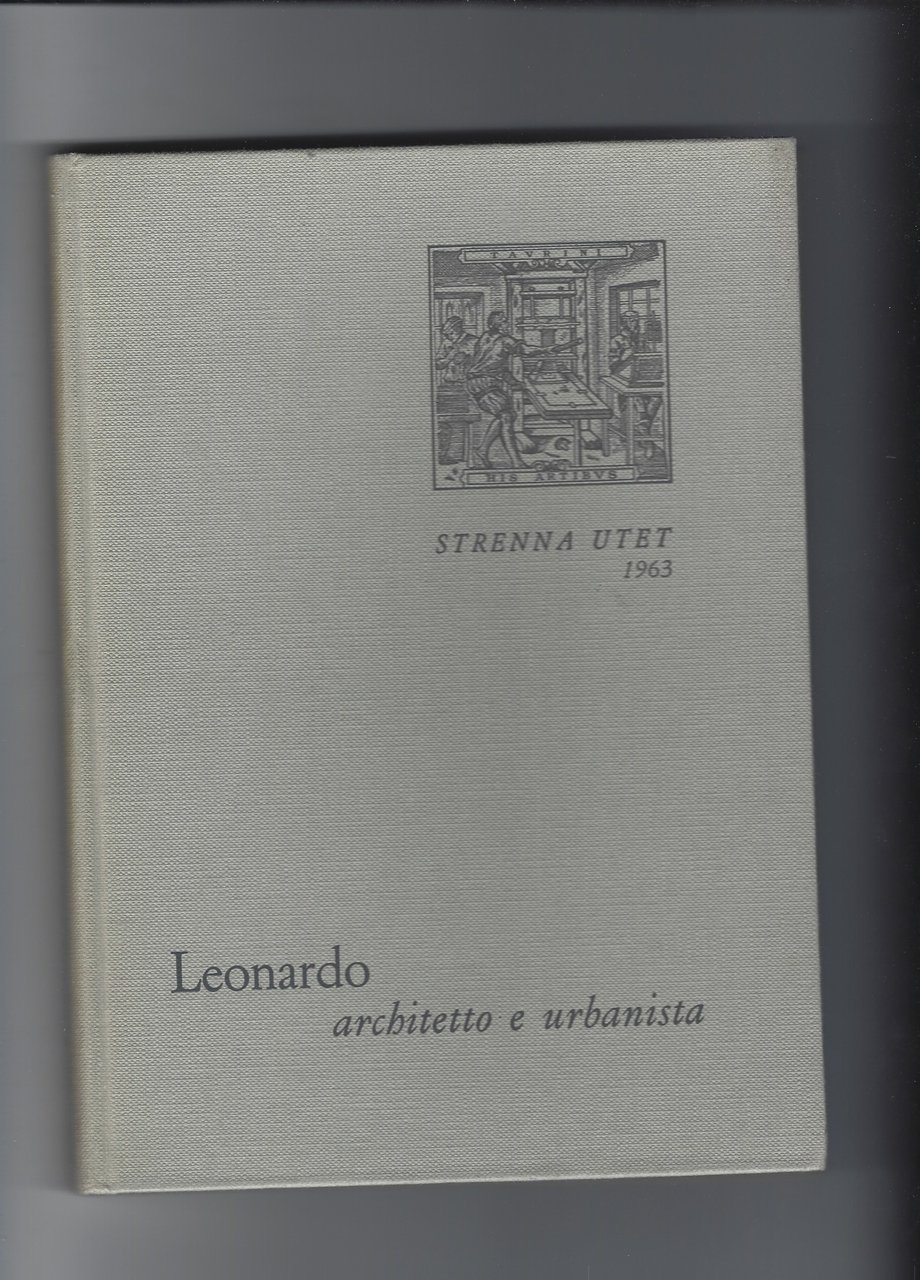 TAVRINI
HIS ARTIBVS
STRENNA UTET
1963
Leonardo
architetto e urbanista